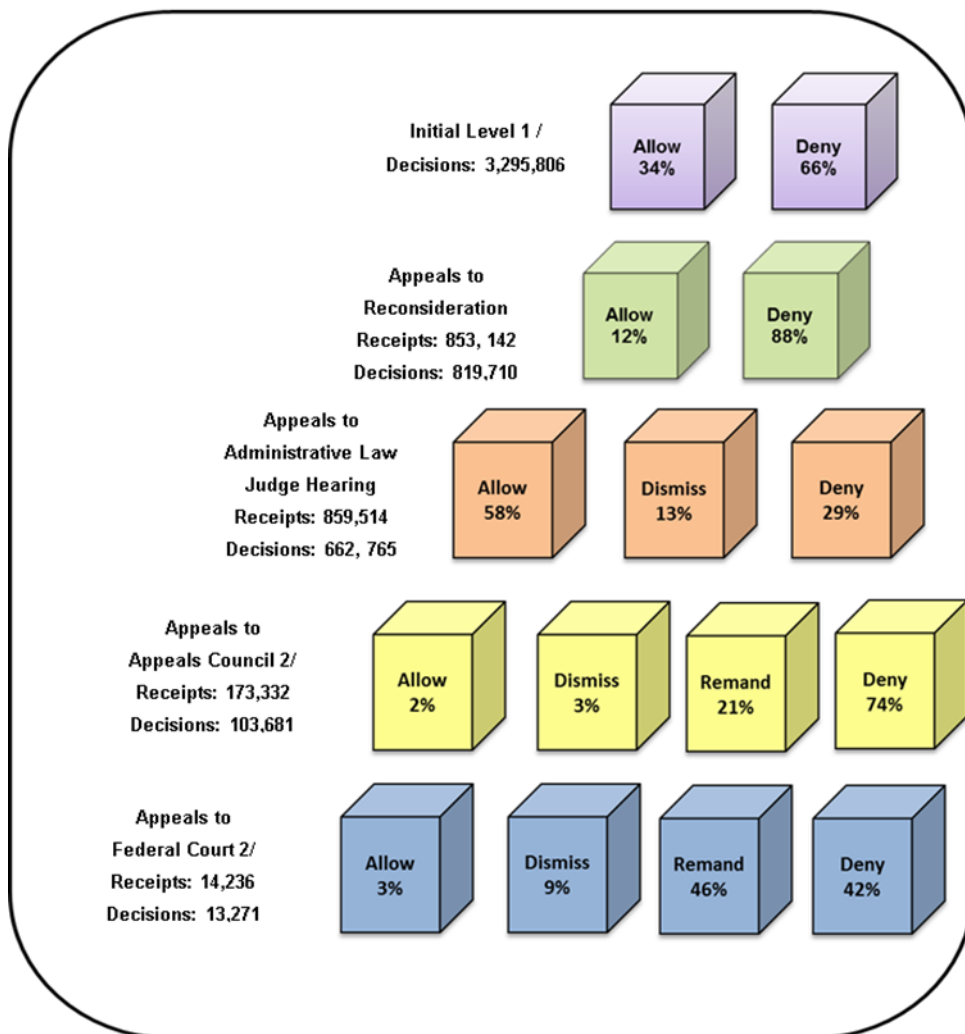 Initial Level 1 /
Decisions: 3,295,806
Allow
34%
Deny
66%
Appeals to
Reconsideration
Receipts: 853, 142
Decisions: 819,710
Allow
12%
Deny
88%
Appeals to
Administrative Law
Judge Hearing
Receipts: 859,514
Decisions: 662, 765
Allow
58%
Dismiss
13%
Deny
29%
Appeals to
Appeals Council 2/
Receipts: 173,332
Decisions: 103,681
Allow
2%
Dismiss
3%
Remand
21%
Deny
74%
Appeals to
Federal Court 2/
Receipts: 14,236
Decisions: 13,271
Allow
3%
Dismiss
9%
Remand
46%
Deny
42%